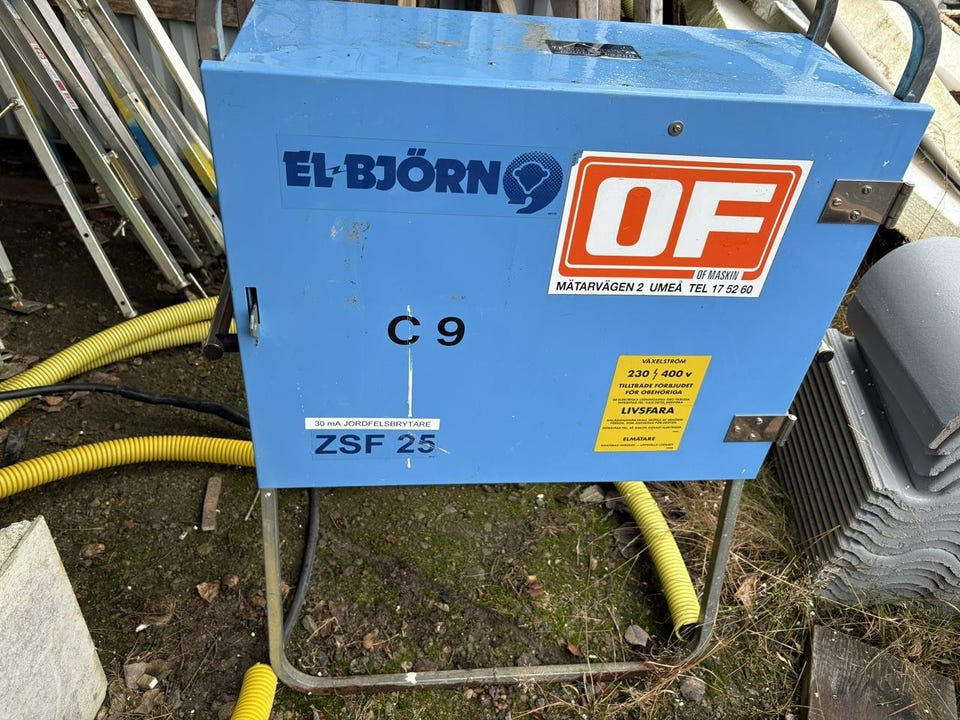 EL-BJÖRN
OF
OF MASKIN
MÄTARVÄGEN 2 UMEÅ TEL 17 52 60
C 9
VÄXELSTRÖM
230 / 400 V
TILLTRÄDE FÖRBJUDET
FÖR OBEHÖRIGA
LIVSFARA
ELMÄTARE
30 mA JORDFELSBRYTARE
ZSF 25